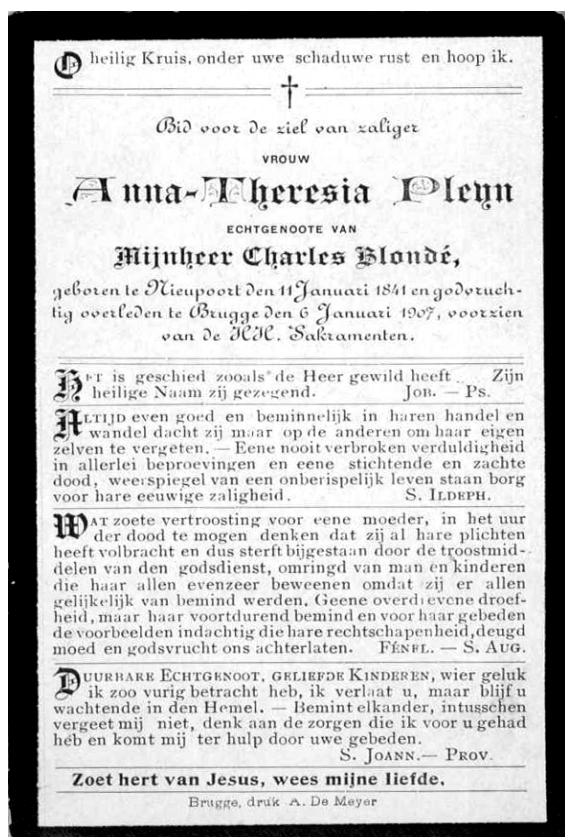 O heilig Kruis, onder uwe schaduwe rust en hoop ik.
Bid voor de ziel van zaliger
VROUW
Anna-Theresia Pleyn
ECHTGENOOTE VAN
Mijnheer Charles Blondé,
geboren te Nieupoort den 11 Januari 1841 en godvruch-
tig overleden te Brugge den 6 Januari 1907, voorzien
van de HH. Sakramenten.
HET is geschied zooals de Heer gewild heeft.. Zijn
heilige Naam zij gezegend. JOB. — PS.
ALTIJD even goed en beminnelijk in haren handel en
wandel dacht zij maar op de anderen om haar eigen
zelven te vergeten. — Eene nooit verbroken verduldigheid
in allerlei beproevingen en eene stichtende en zachte
dood, weerspiegel van een onberispelijk leven staan borg
voor hare eeuwige zaligheid. S. ILDEPH.
WAT zoete vertroosting voor eene moeder, in het uur
der dood te mogen denken dat zij al hare plichten
heeft volbracht en dus sterft bijgestaan door de troostmid-
delen van den godsdienst, omringd van man en kinderen
die haar allen evenzeer beweenen omdat zij er allen
gelijkelijk van bemind werden. Geene overdrevene droef-
heid, maar haar voortdurend bemind en voor haar gebeden
de voorbeelden indachtig die hare rechtschapenheid, deugd
moed en godsvrucht ons achterlaten. FÉNEL. — S. AUG.
DUURBARE ECHTGENOOT, GELIEFDE KINDEREN, wier geluk
ik zoo vurig betracht heb, ik verlaat u, maar blijf u
wachtende in den Hemel. — Bemint elkander, intusschen
vergeet mij niet, denk aan de zorgen die ik voor u gehad
heb en komt mij ter hulp door uwe gebeden.
S. JOANN. — PROV.
Zoet hert van Jesus, wees mijne liefde.
Brugge, druk A. De Meyer